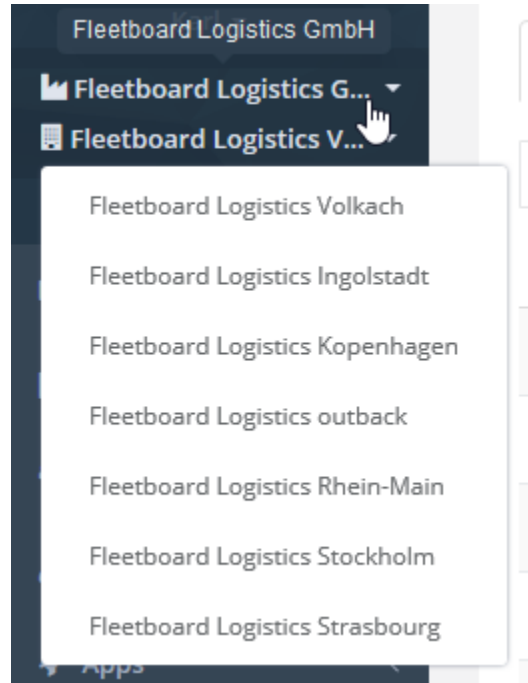 Fleetboard Logistics GmbH
Fleetboard Logistics G...
Fleetboard Logistics V...
Fleetboard Logistics Volkach
Fleetboard Logistics Ingolstadt
Fleetboard Logistics Kopenhagen
Fleetboard Logistics outback
Fleetboard Logistics Rhein-Main
Fleetboard Logistics Stockholm
Fleetboard Logistics Strasbourg
Apps